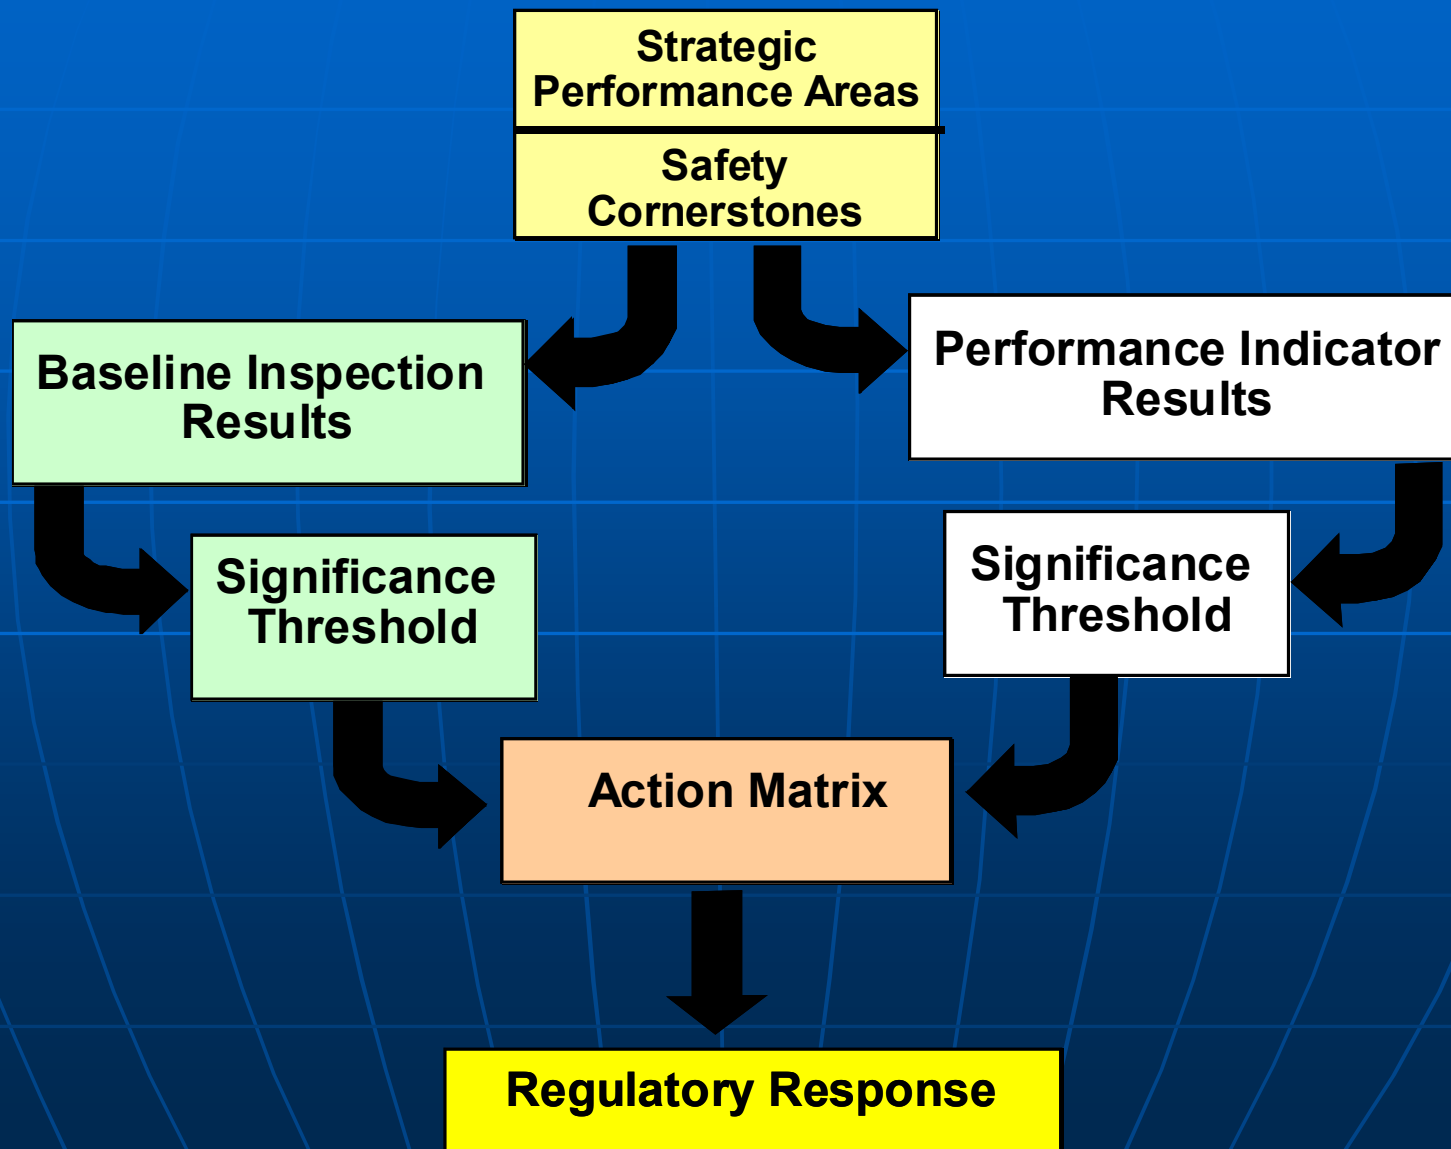 Strategic
Performance Areas
Safety
Cornerstones
Baseline Inspection
Results
Performance Indicator
Results
Significance
Threshold
Significance
Threshold
Action Matrix
Regulatory Response